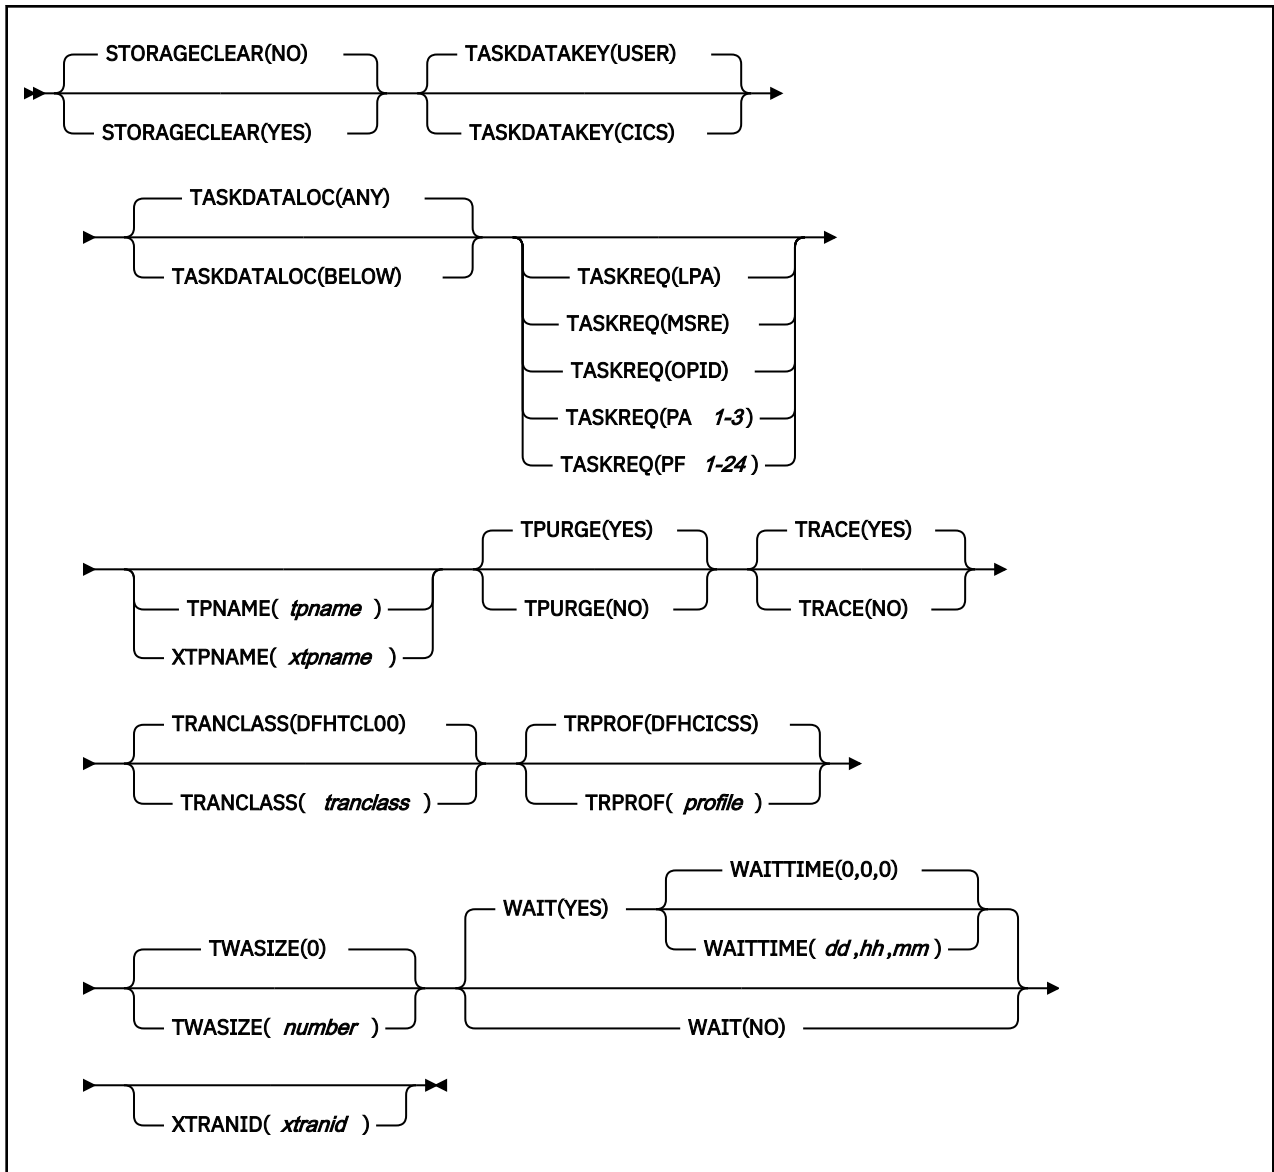 STORAGECLEAR(NO) TASKDATAKEY(USER)
STORAGECLEAR(YES) TASKDATAKEY(CICS)
TASKDATALOC(ANY)
TASKDATALOC(BELOW) TASKREQ(LPA)
TASKREQ(MSRE)
TASKREQ(OPID)
TASKREQ(PA 1-3)
TASKREQ(PF 1-24)
TPURGE(YES) TRACE(YES)
TPNAME( tpname ) TPURGE(NO) TRACE(NO)
XTPNAME( xtpname )
TRANCLASS(DFHTCL00) TRPROF(DFHCICSS)
TRANCLASS( tranclass ) TRPROF( profile )
WAITTIME(0,0,0)
WAIT(YES)
TWASIZE(0) WAITTIME( dd ,hh ,mm )
TWASIZE( number ) WAIT(NO)
XTRANID( xtranid )